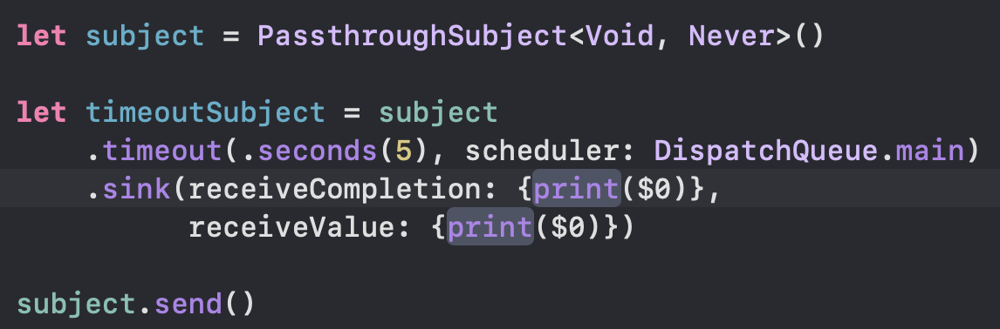 let subject = PassthroughSubject<Void, Never>()
let timeoutSubject = subject
.timeout(.seconds(5), scheduler: DispatchQueue.main)
.sink(receiveCompletion: {print($0)},
receiveValue: {print($0)})
subject.send()